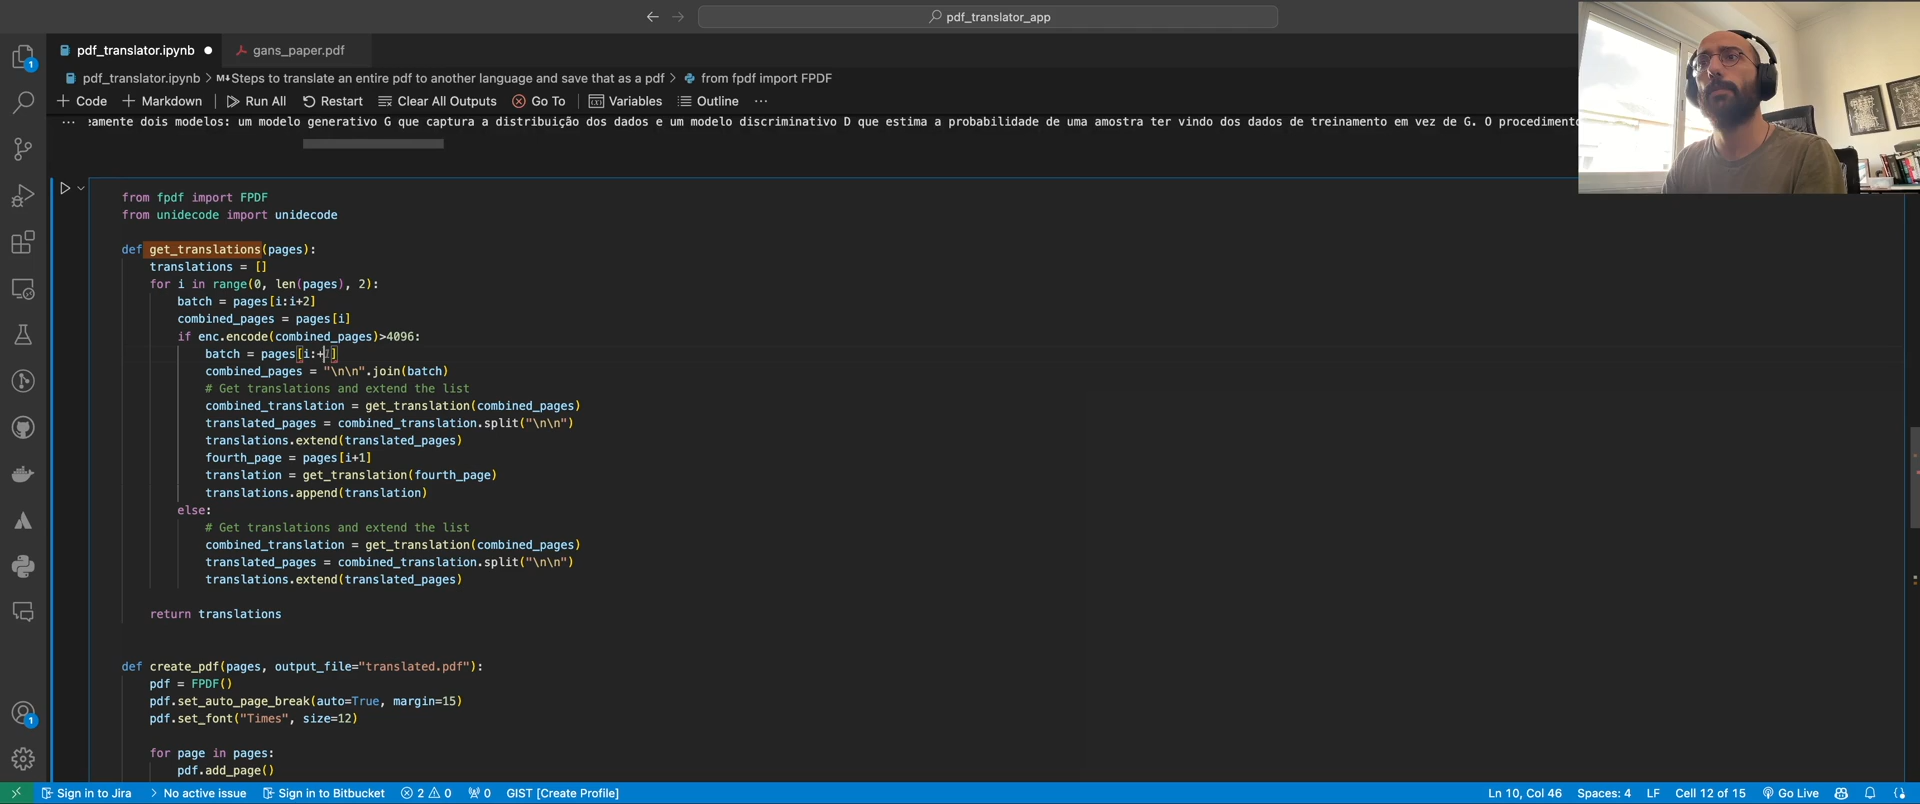 pdf_translator_app
pdf_translator.ipynb
gans_paper.pdf
pdf_translator.ipynb > M↓Steps to translate an entire pdf to another language and save that as a pdf > from fpdf import FPDF
+ Code + Markdown Run All Restart Clear All Outputs Go To Variables Outline ...
... amente dois modelos: um modelo generativo G que captura a distribuição dos dados e um modelo discriminativo D que estima a probabilidade de uma amostra ter vindo dos dados de treinamento em vez de G. O procedimento
from fpdf import FPDF
from unidecode import unidecode
def get_translations(pages):
translations = []
for i in range(0, len(pages), 2):
batch = pages[i:i+2]
combined_pages = pages[i]
if enc.encode(combined_pages)>4096:
batch = pages[i:+]
combined_pages = "\n\n".join(batch)
# Get translations and extend the list
combined_translation = get_translation(combined_pages)
translated_pages = combined_translation.split("\n\n")
translations.extend(translated_pages)
fourth_page = pages[i+1]
translation = get_translation(fourth_page)
translations.append(translation)
else:
# Get translations and extend the list
combined_translation = get_translation(combined_pages)
translated_pages = combined_translation.split("\n\n")
translations.extend(translated_pages)
return translations
def create_pdf(pages, output_file="translated.pdf"):
pdf = FPDF()
pdf.set_auto_page_break(auto=True, margin=15)
pdf.set_font("Times", size=12)
for page in pages:
pdf.add_page()
1
1
Sign in to Jira > No active issue Sign in to Bitbucket 2 0 0 GIST [Create Profile] Ln 10, Col 46 Spaces: 4 LF Cell 12 of 15 Go Live